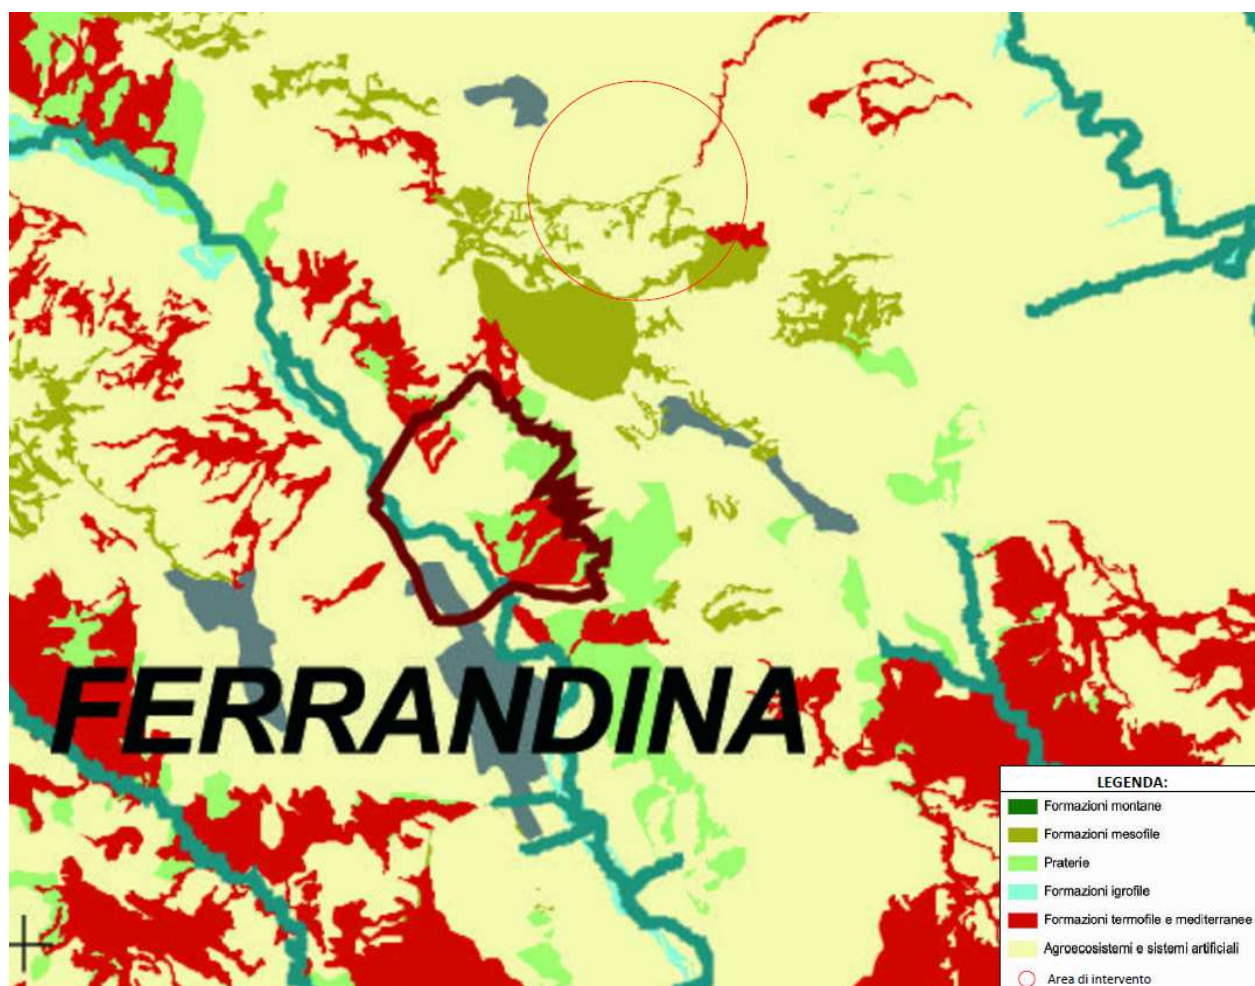 FERRANDINA
LEGENDA:
Formazioni montane
Formazioni mesofile
Praterie
Formazioni igrofile
Formazioni termofile e mediterranee
Agroecosistemi e sistemi artificiali
Area di intervento